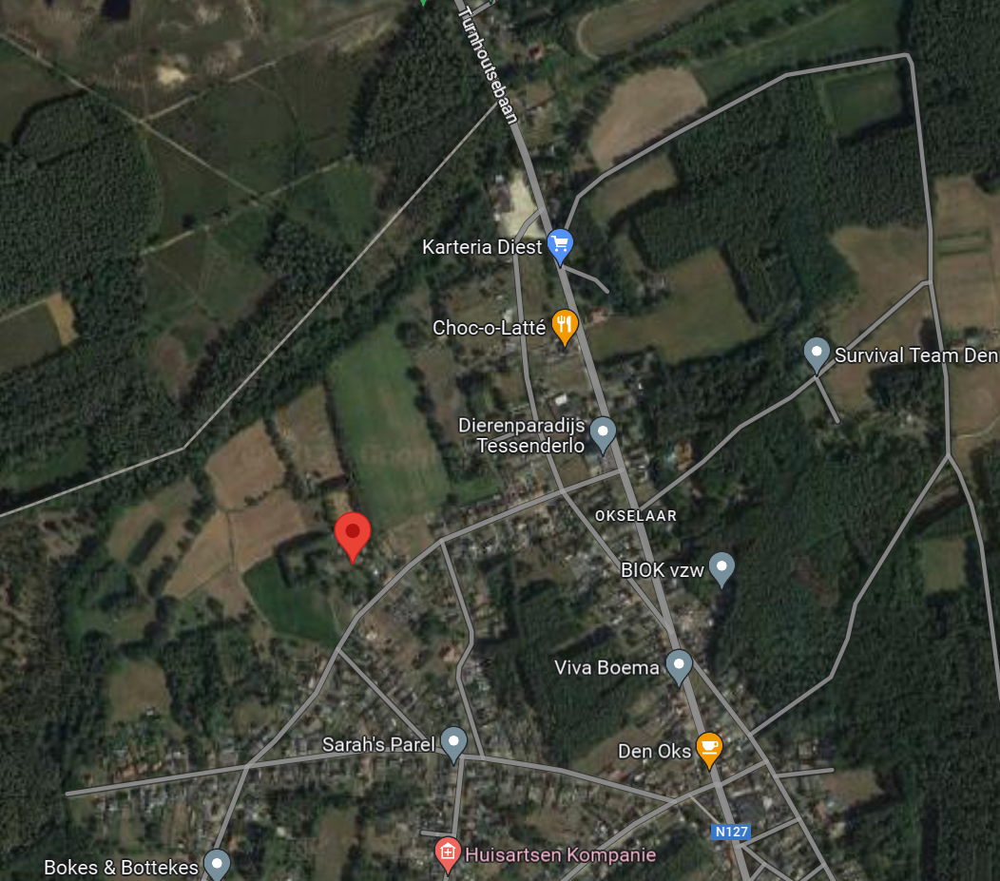 Turnhoutsebaan
Karteria Diest
Choc-o-Latté
Survival Team Den
Dierenparadijs
Tessenderlo
OKSELAAR
BIOK vzw
Viva Boema
Sarah's Parel
Den Oks
N127
Huisartsen Kompanie
Bokes & Bottekes